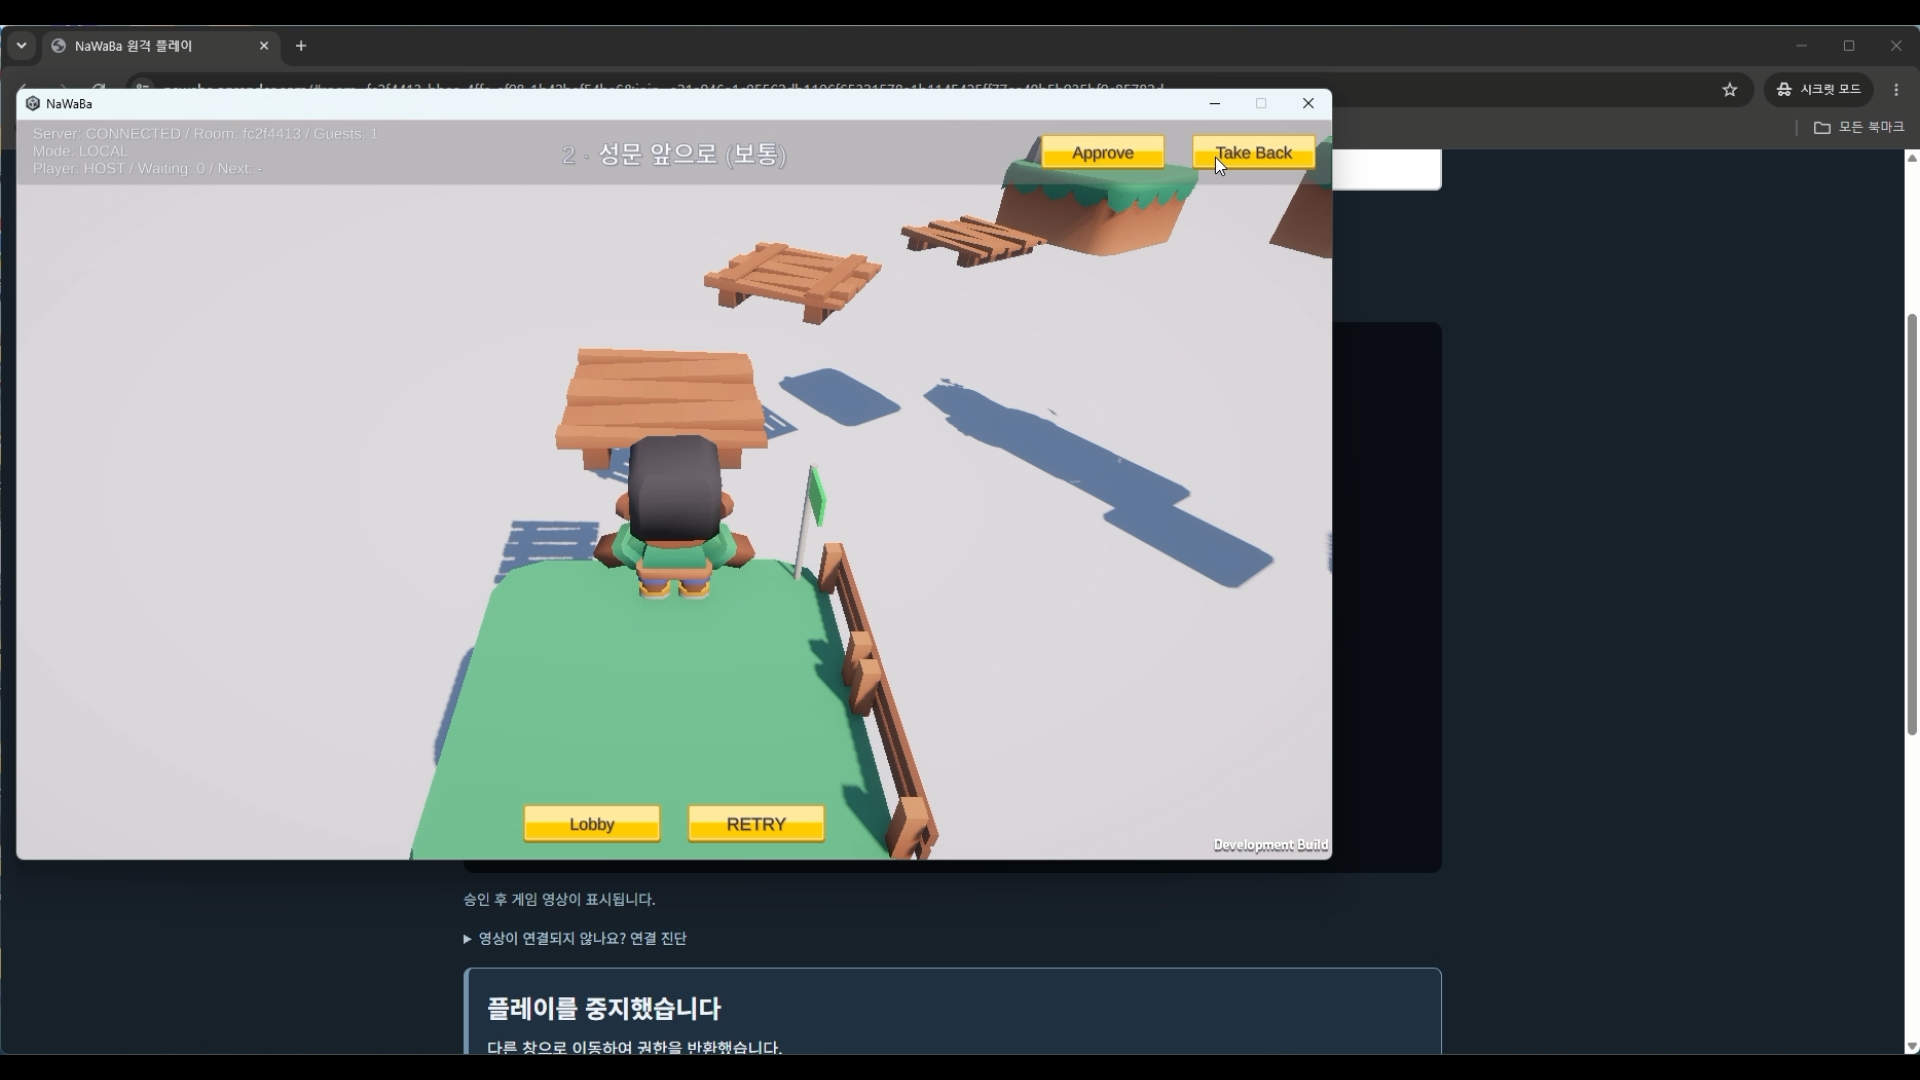 NaWaBa 원격 플레이
시크릿 모드
모든 북마크
NaWaBa
Server: CONNECTED / Room: fc2f4413 / Guests: 1
Mode: LOCAL
Player: HOST / Waiting: 0 / Next: -
2 · 성문 앞으로 (보통)
Approve
Take Back
Lobby
RETRY
Development Build
승인 후 게임 영상이 표시됩니다.
▶ 영상이 연결되지 않나요? 연결 진단
플레이를 중지했습니다
다른 창으로 이동하여 권한을 반환했습니다.